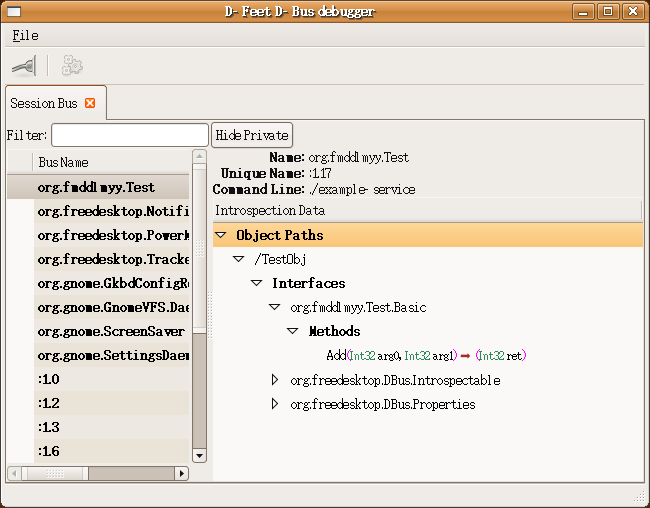 D-Feet D-Bus debugger
File
Session Bus
Filter:
Hide Private
Bus Name
org.fmddlmyy.Test
org.freedesktop.Notifi
org.freedesktop.PowerM
org.freedesktop.Tracke
org.gnome.GkbdConfigRe
org.gnome.GnomeVFS.Dae
org.gnome.ScreenSaver
org.gnome.SettingsDaem
:1.0
:1.2
:1.3
:1.6
Name: org.fmddlmyy.Test
Unique Name: :1.17
Command Line: ./example-service
Introspection Data
Object Paths
/TestObj
Interfaces
org.fmddlmyy.Test.Basic
Methods
Add(Int32 arg0, Int32 arg1) ➡ (Int32 ret)
org.freedesktop.DBus.Introspectable
org.freedesktop.DBus.Properties